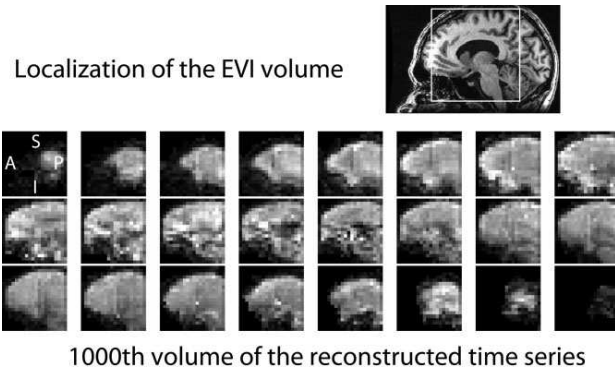 Localization of the EVI volume
S
A P
I
1000th volume of the reconstructed time series